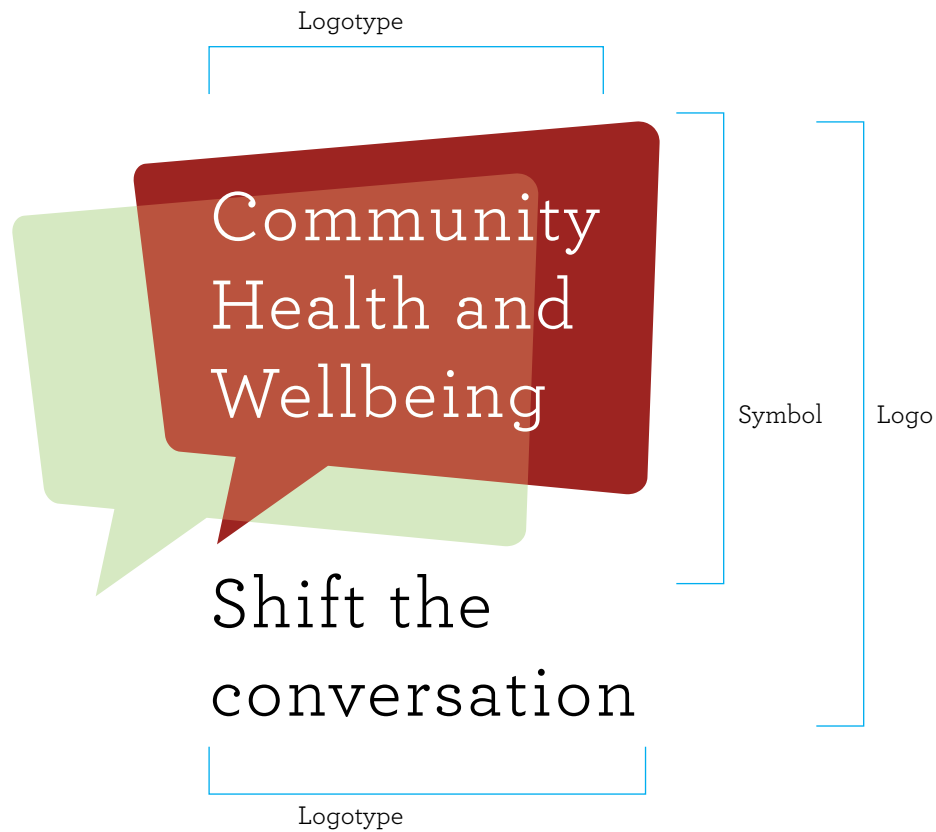 Logotype
Community
Health and
Wellbeing
Symbol
Logo
Shift the
conversation
Logotype